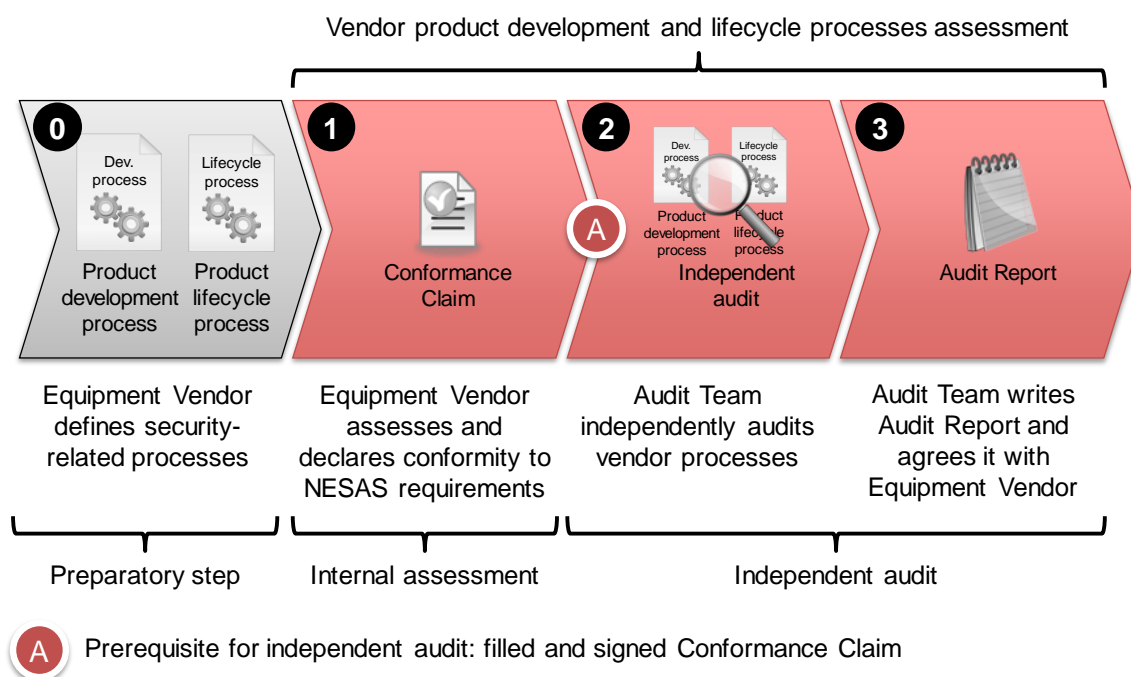 Vendor product development and lifecycle processes assessment
0
Dev.
process
Lifecycle
process
Product
development
process
Product
lifecycle
process
1
Conformance
Claim
A
2
Dev.
process
Lifecycle
process
Product
development
process
Product
lifecycle
process
Independent
audit
3
Audit Report
Equipment Vendor
defines security-
related processes
Equipment Vendor
assesses and
declares conformity to
NESAS requirements
Audit Team
independently audits
vendor processes
Audit Team writes
Audit Report and
agrees it with
Equipment Vendor
Preparatory step
Internal assessment
Independent audit
A
Prerequisite for independent audit: filled and signed Conformance Claim